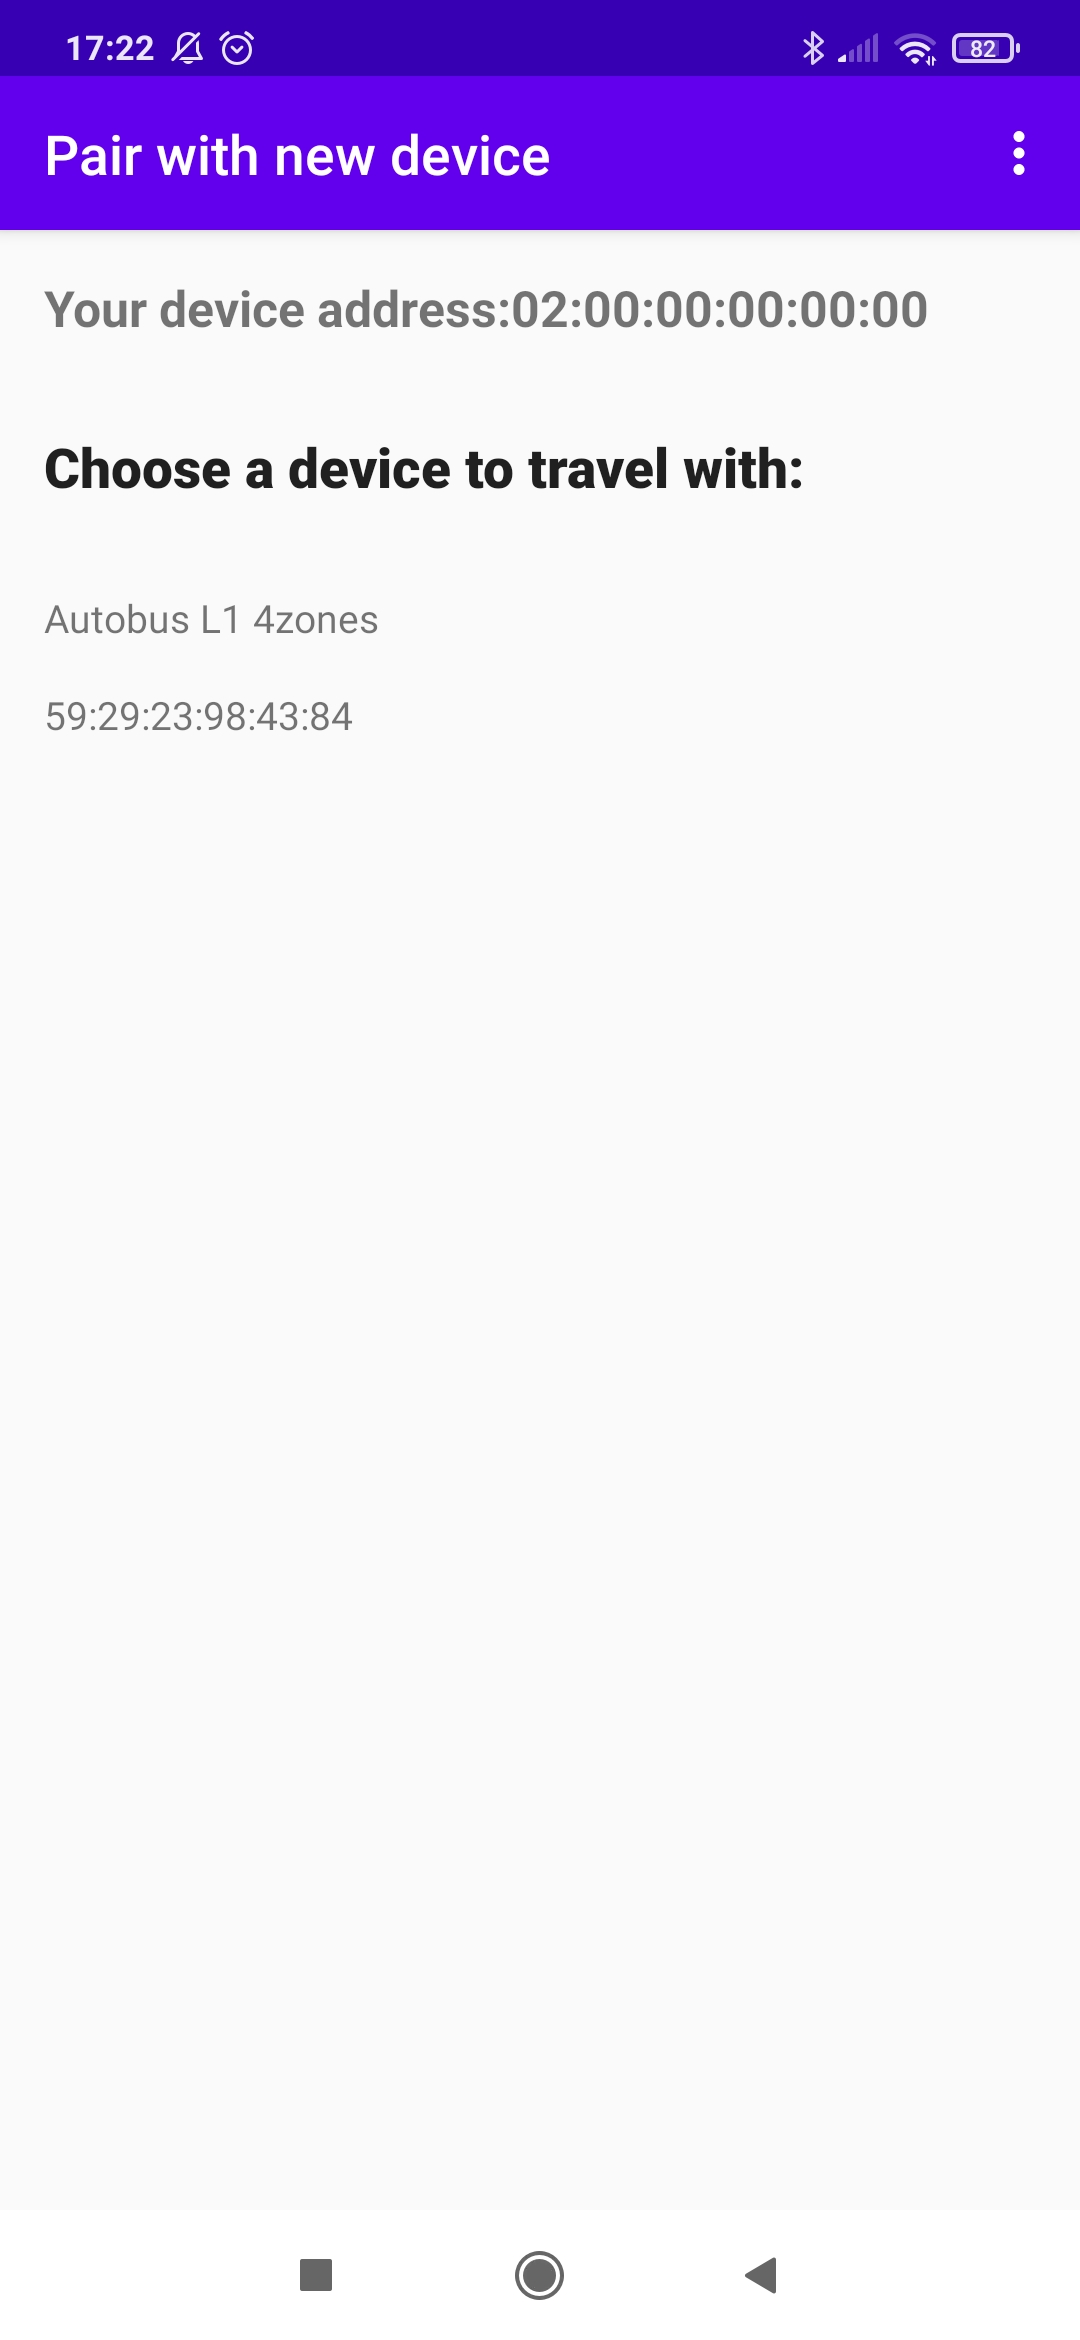 17:22
82
Pair with new device
Your device address:02:00:00:00:00:00
Choose a device to travel with:
Autobus L1 4zones
59:29:23:98:43:84